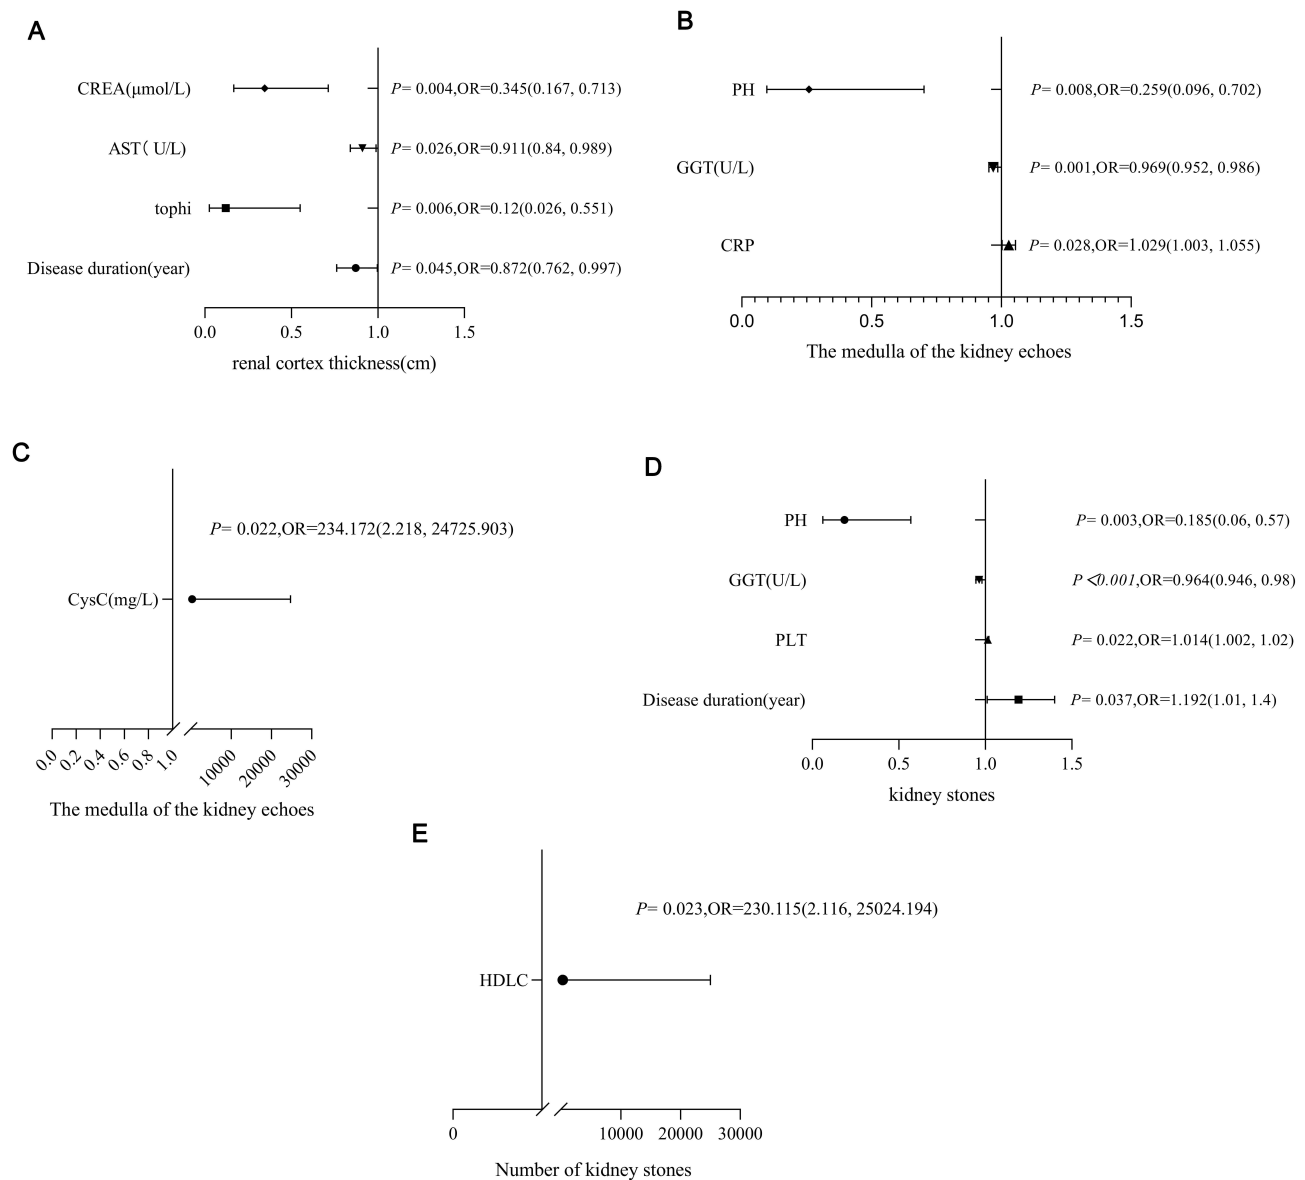 A
CREA(μmol/L)
P= 0.004,OR=0.345(0.167, 0.713)
AST( U/L)
P= 0.026,OR=0.911(0.84, 0.989)
tophi
P= 0.006,OR=0.12(0.026, 0.551)
Disease duration(year)
P= 0.045,OR=0.872(0.762, 0.997)
0.0 0.5 1.0 1.5
renal cortex thickness(cm)
B
PH
P= 0.008,OR=0.259(0.096, 0.702)
GGT(U/L)
P= 0.001,OR=0.969(0.952, 0.986)
CRP
P= 0.028,OR=1.029(1.003, 1.055)
0.0 0.5 1.0 1.5
The medulla of the kidney echoes
C
P= 0.022,OR=234.172(2.218, 24725.903)
CysC(mg/L)
0.0 0.2 0.4 0.6 0.8 1.0 10000 20000 30000
The medulla of the kidney echoes
D
PH
P= 0.003,OR=0.185(0.06, 0.57)
GGT(U/L)
P <0.001,OR=0.964(0.946, 0.98)
PLT
P= 0.022,OR=1.014(1.002, 1.02)
Disease duration(year)
P= 0.037,OR=1.192(1.01, 1.4)
0.0 0.5 1.0 1.5
kidney stones
E
P= 0.023,OR=230.115(2.116, 25024.194)
HDLC
0 10000 20000 30000
Number of kidney stones